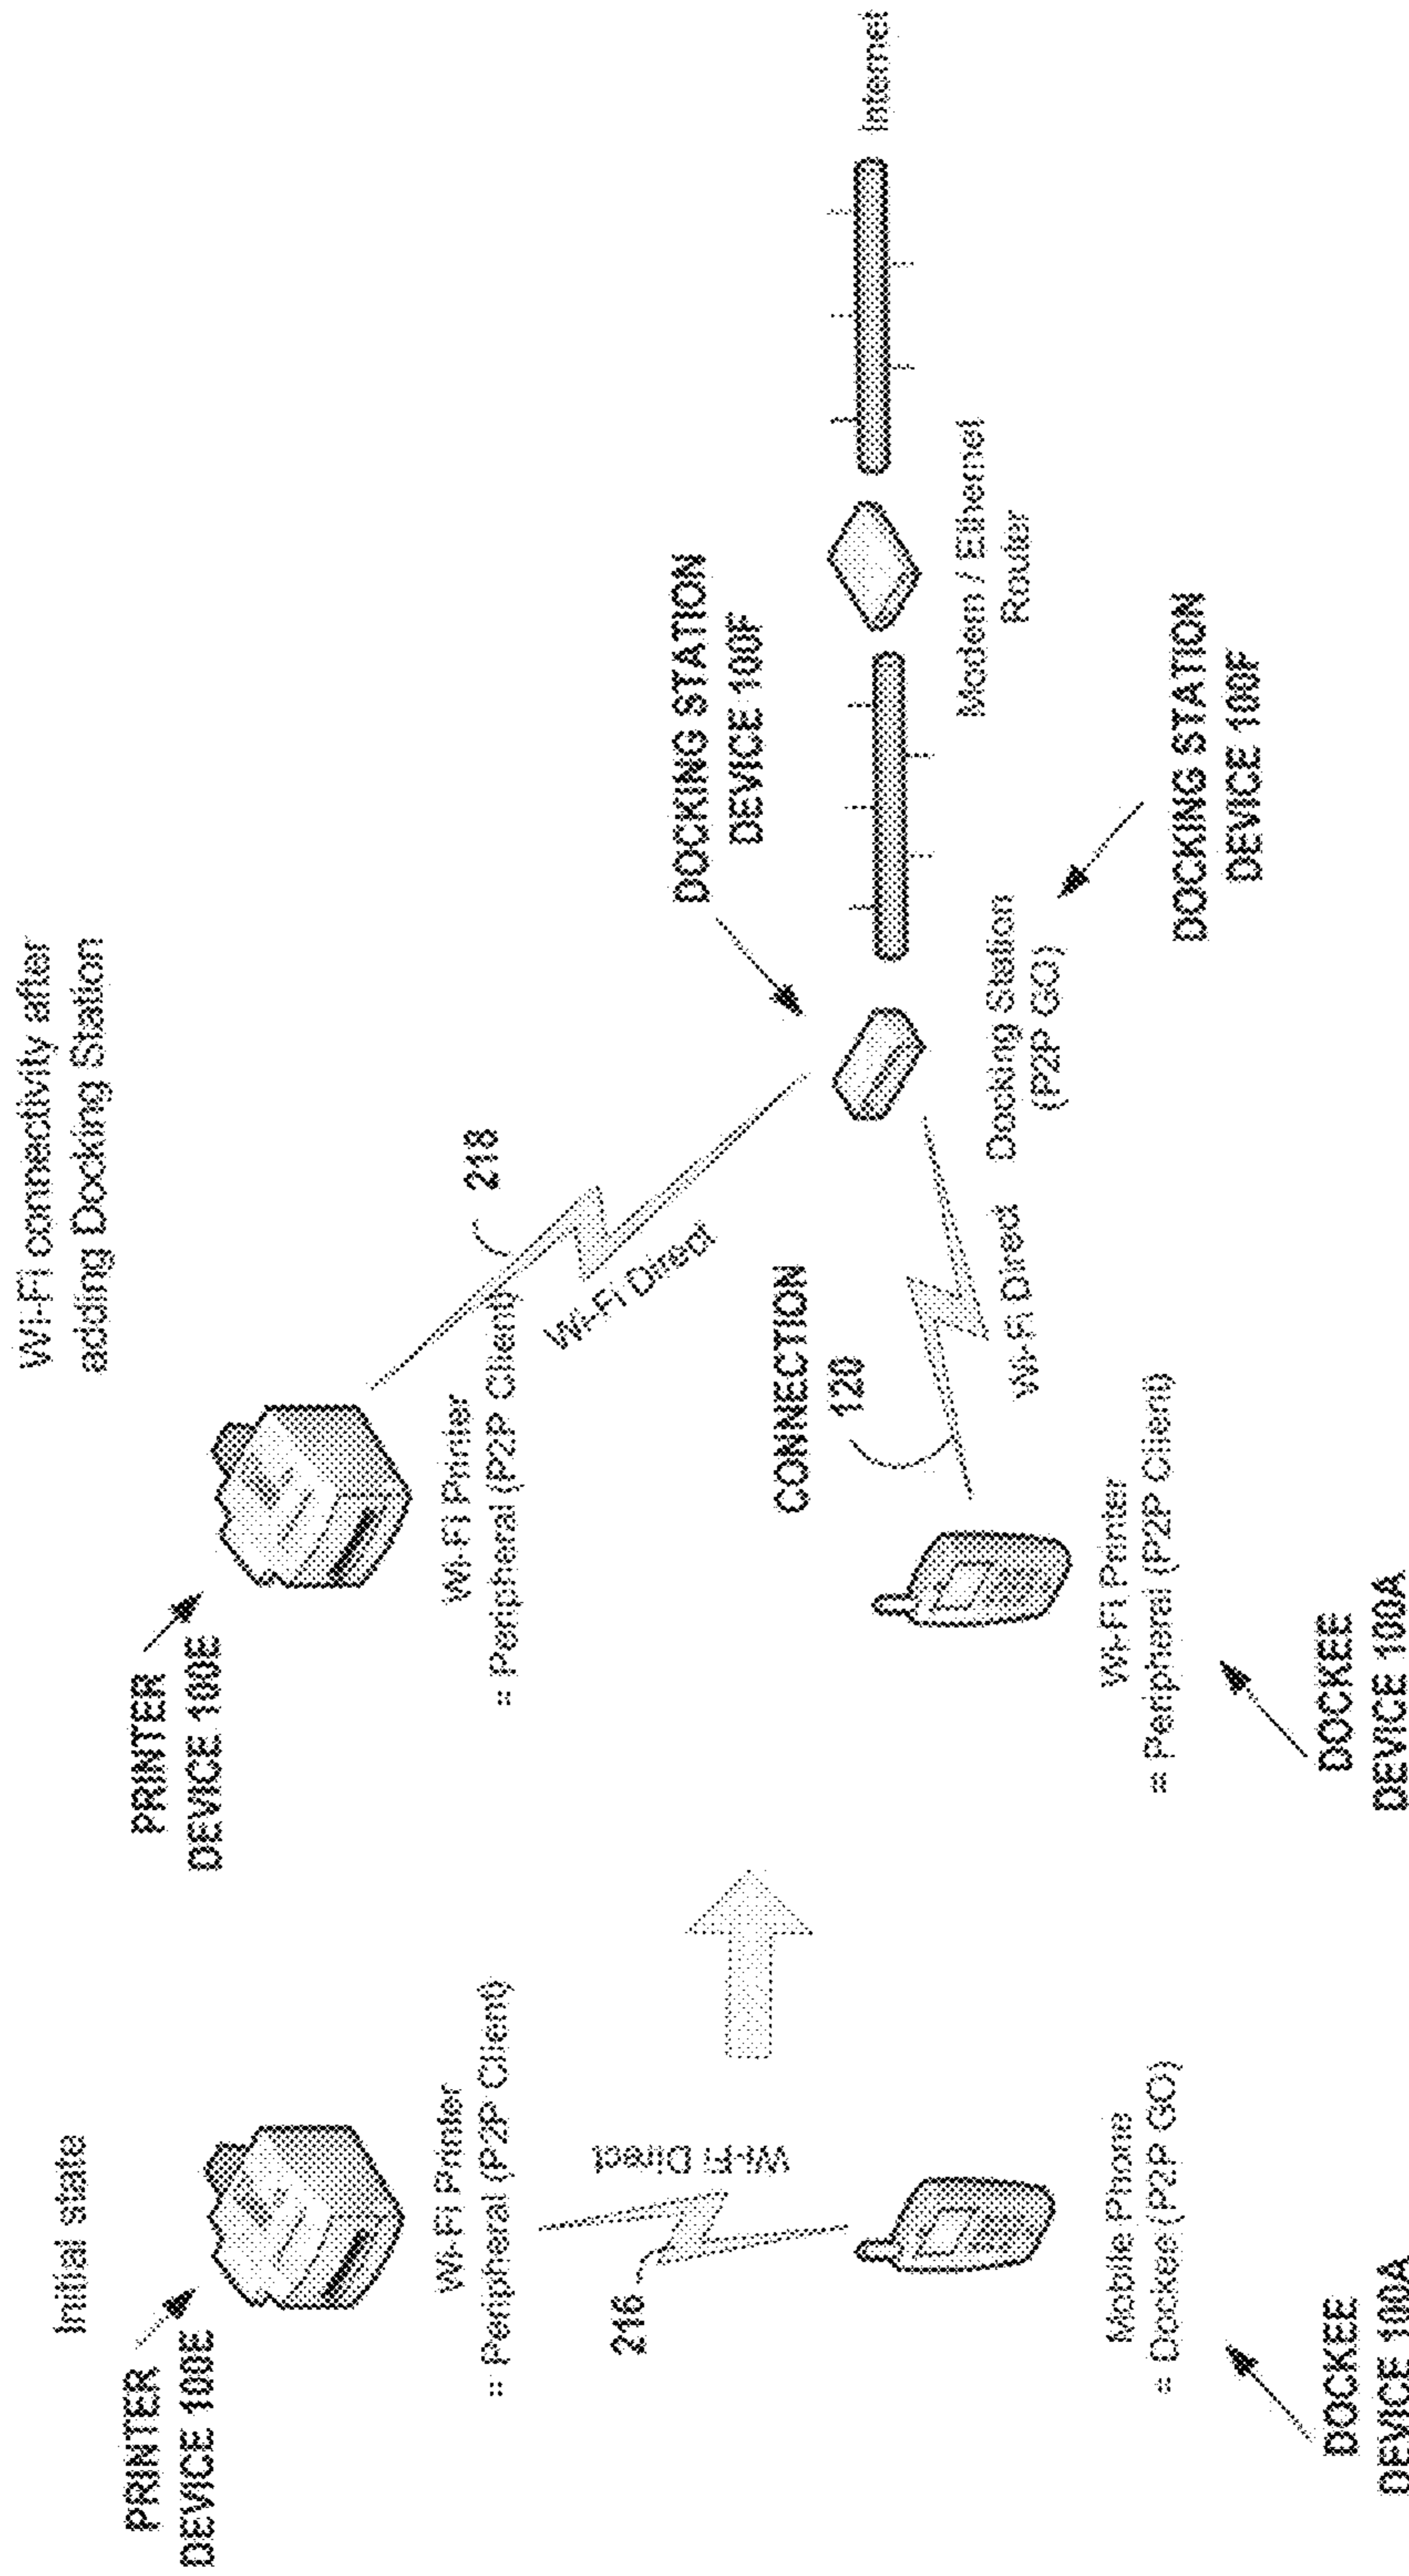 Initial state
PRINTER
DEVICE 100E
Wi-Fi Printer
= Peripheral (P2P Client)
216
Wi-Fi Direct
Mobile Phone
= Dockee (P2P GO)
DOCKEE
DEVICE 100A
Wi-Fi connectivity after
adding Docking Station
PRINTER
DEVICE 100E
Wi-Fi Printer
= Peripheral (P2P Client)
218
Wi-Fi Direct
CONNECTION
120
Wi-Fi Direct
Wi-Fi Printer
= Peripheral (P2P Client)
DOCKEE
DEVICE 100A
DOCKING STATION
DEVICE 100F
Docking Station
(P2P GO)
DOCKING STATION
DEVICE 100F
Modem / Ethernet
Router
Internet